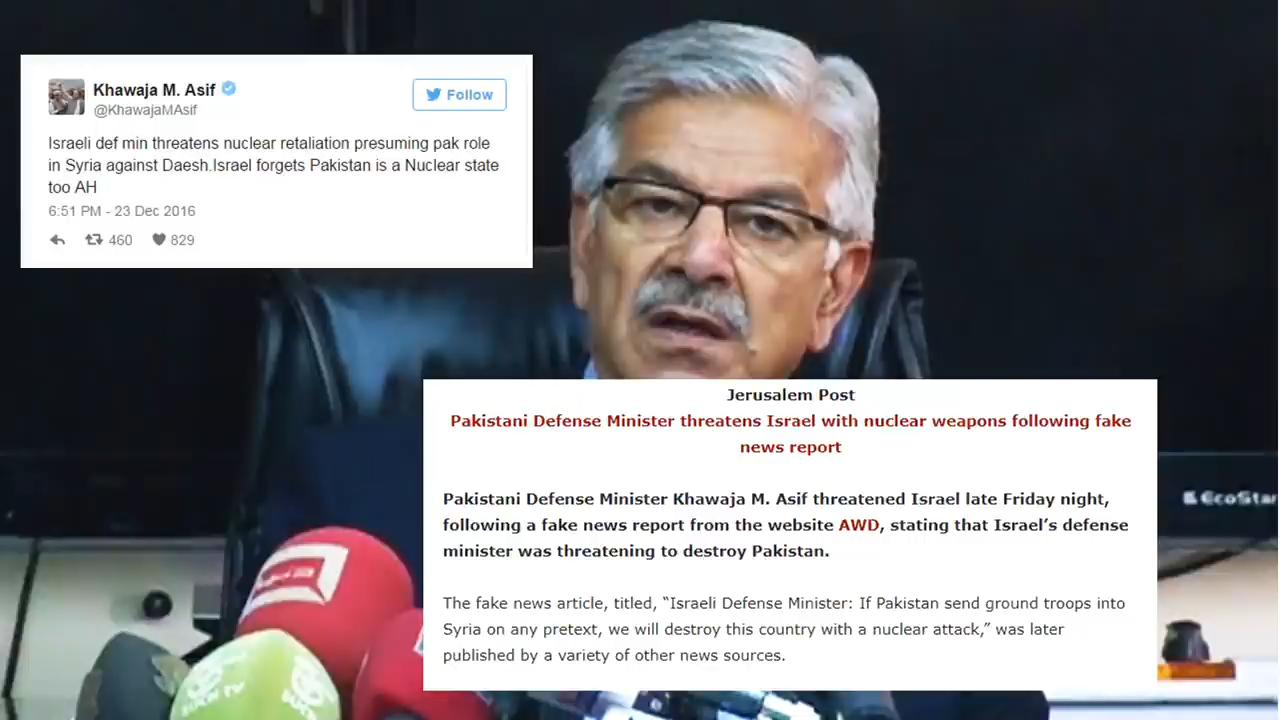 Khawaja M. Asif
@KhawajaMAsif
Follow
Israeli def min threatens nuclear retaliation presuming pak role
in Syria against Daesh.Israel forgets Pakistan is a Nuclear state
too AH
6:51 PM - 23 Dec 2016
460 829
Jerusalem Post
Pakistani Defense Minister threatens Israel with nuclear weapons following fake
news report
Pakistani Defense Minister Khawaja M. Asif threatened Israel late Friday night,
following a fake news report from the website AWD, stating that Israel’s defense
minister was threatening to destroy Pakistan.
EcoStar
The fake news article, titled, “Israeli Defense Minister: If Pakistan send ground troops into
Syria on any pretext, we will destroy this country with a nuclear attack,” was later
published by a variety of other news sources.